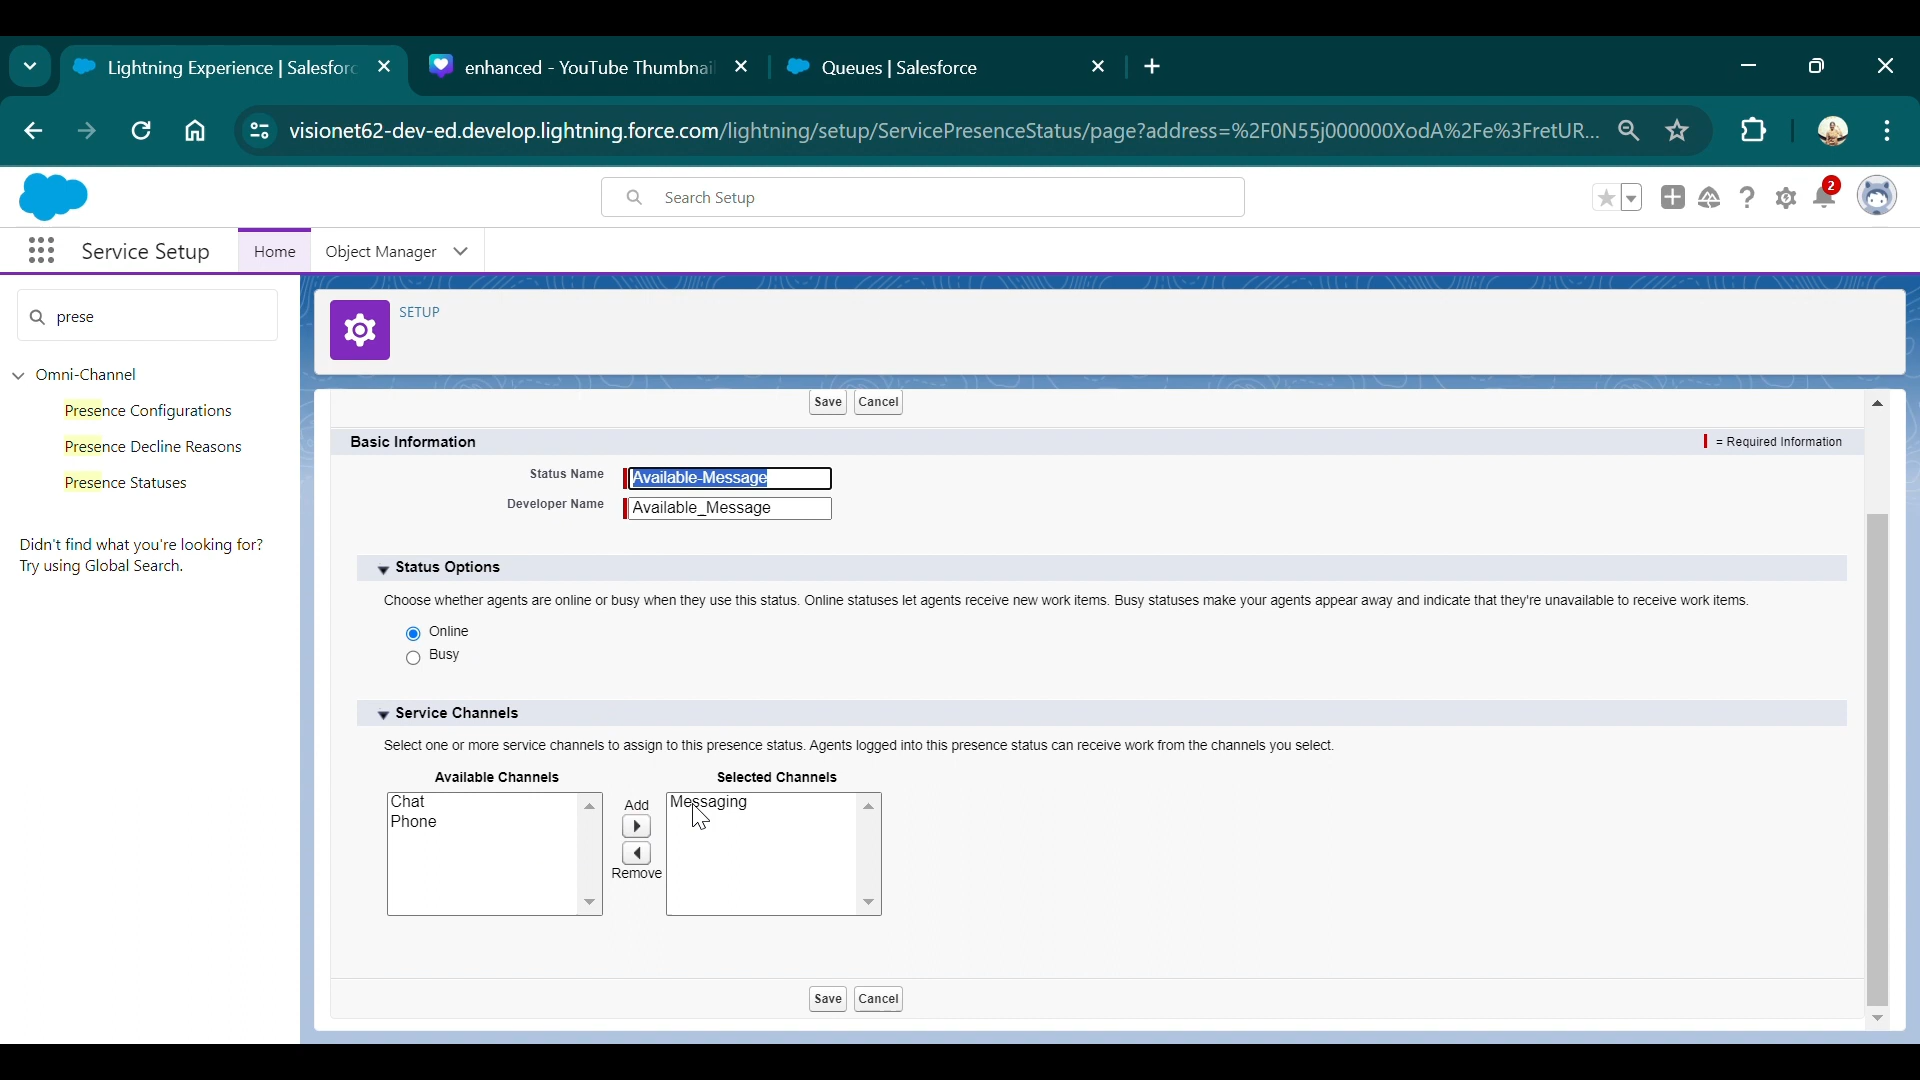 Lightning Experience | Salesforc
enhanced - YouTube Thumbnail
Queues | Salesforce
visionet62-dev-ed.develop.lightning.force.com/lightning/setup/ServicePresenceStatus/page?address=%2F0N55j000000XodA%2Fe%3FretUR...
Search Setup
2
Service Setup
Home
Object Manager
prese
SETUP
Omni-Channel
Presence Configurations
Presence Decline Reasons
Presence Statuses
Didn't find what you're looking for?
Try using Global Search.
Save Cancel
Basic Information
= Required Information
Status Name Available-Message
Developer Name Available_Message
Status Options
Choose whether agents are online or busy when they use this status. Online statuses let agents receive new work items. Busy statuses make your agents appear away and indicate that they're unavailable to receive work items.
Online
Busy
Service Channels
Select one or more service channels to assign to this presence status. Agents logged into this presence status can receive work from the channels you select.
Available Channels
Selected Channels
Chat
Phone
Add
Remove
Messaging
Save Cancel